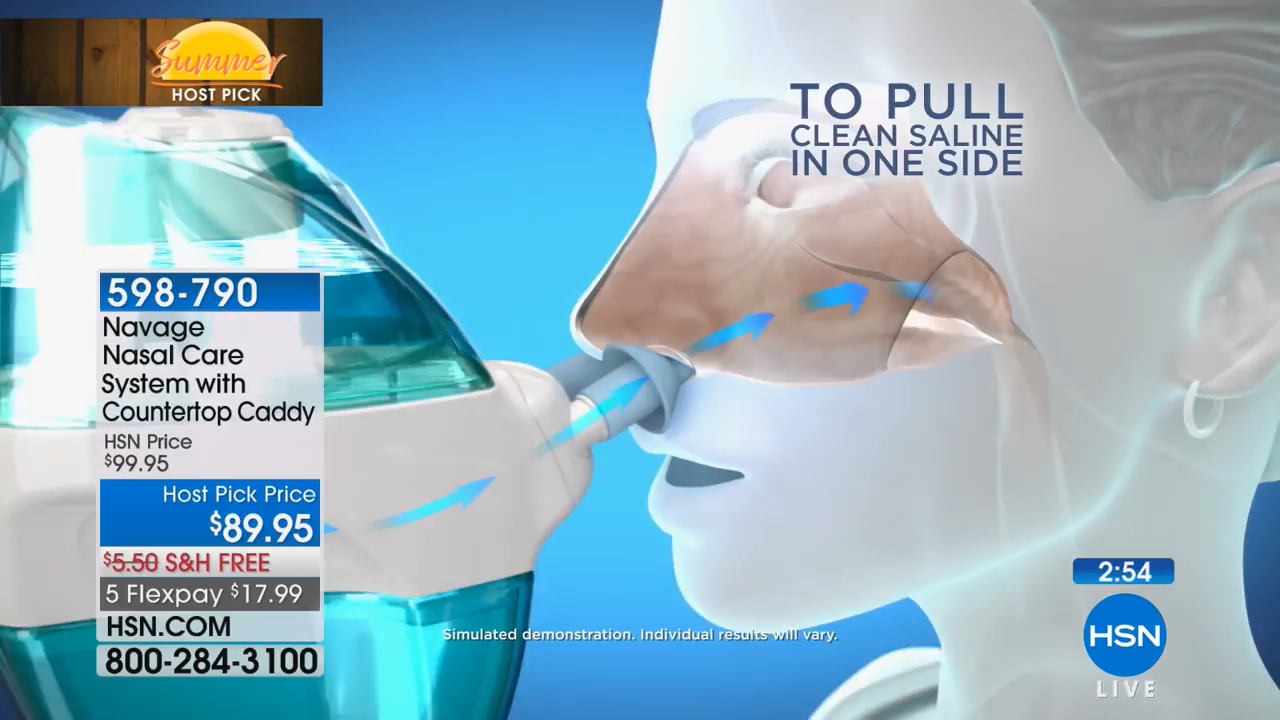 Summer
HOST PICK
TO PULL
CLEAN SALINE
IN ONE SIDE
598-790
Navage
Nasal Care
System with
Countertop Caddy
HSN Price
$99.95
Host Pick Price
$89.95
$5.50 S&H FREE
5 Flexpay $17.99
HSN.COM
800-284-3100
Simulated demonstration. Individual results will vary.
2:54
HSN
LIVE